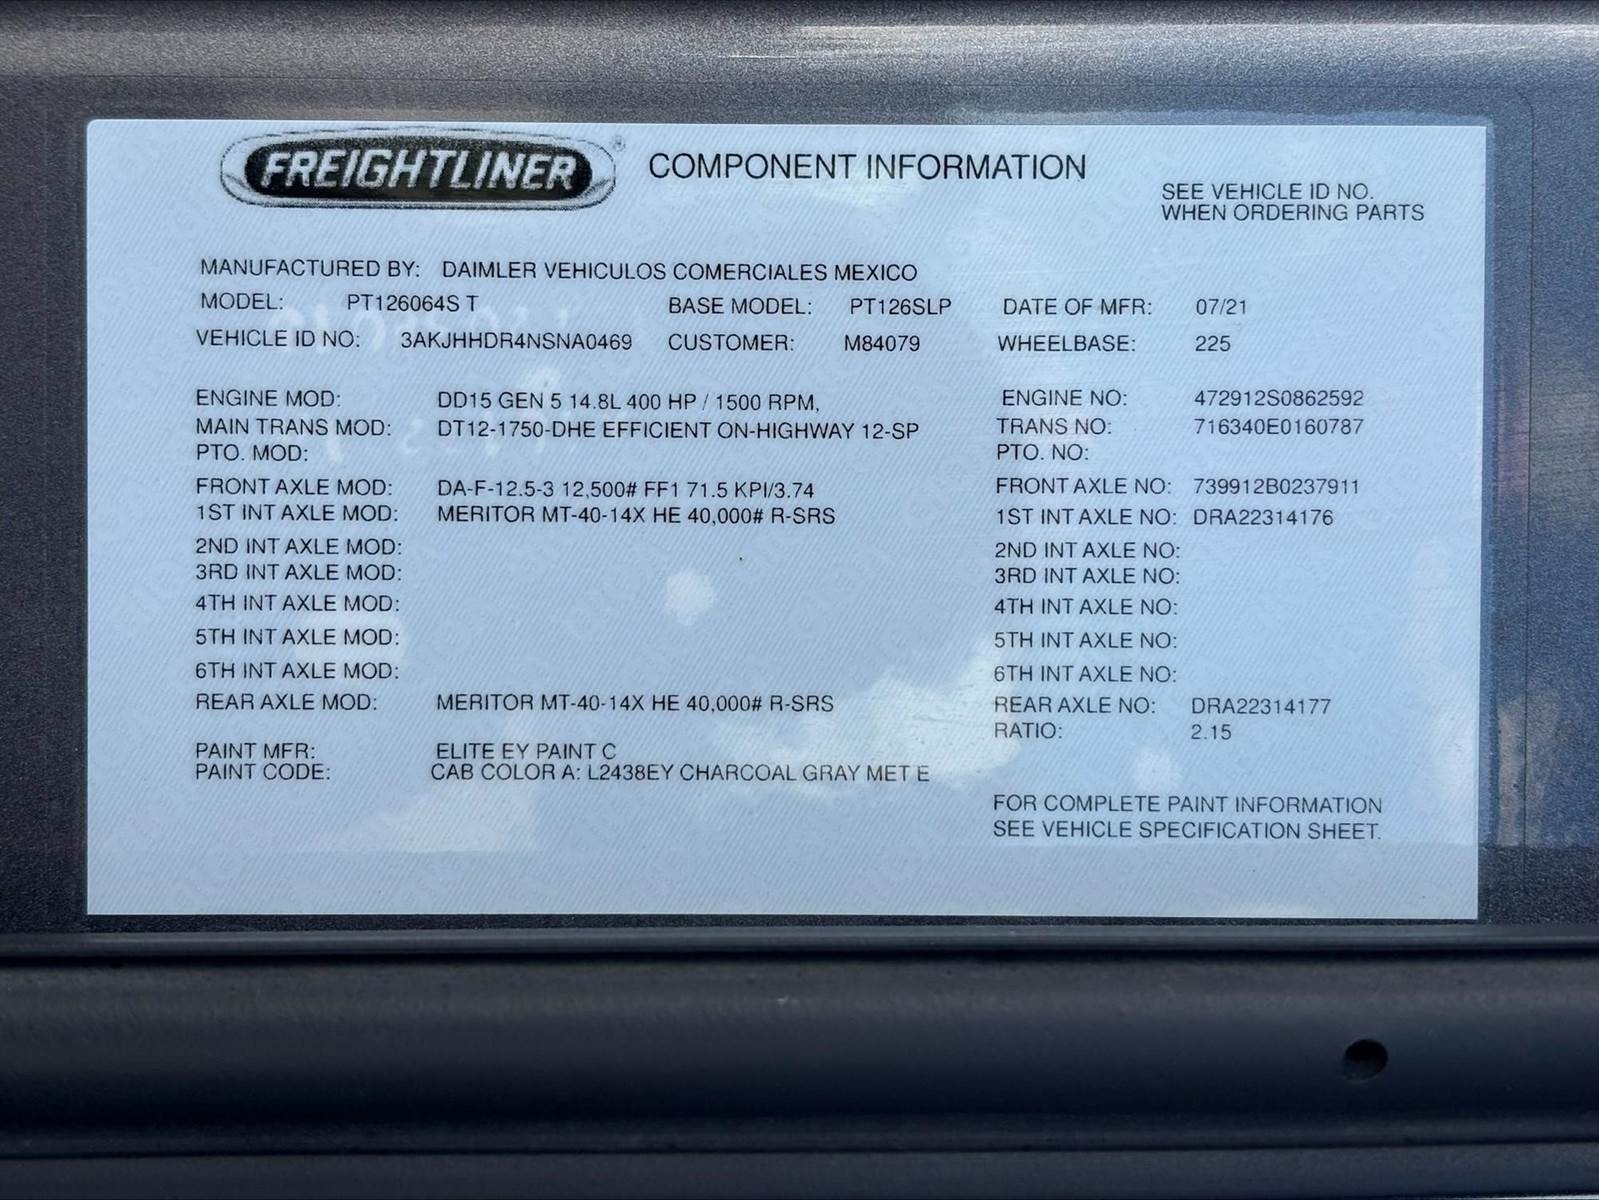 FREIGHTLINER® COMPONENT INFORMATION
SEE VEHICLE ID NO.
WHEN ORDERING PARTS
MANUFACTURED BY: DAIMLER VEHICULOS COMERCIALES MEXICO
MODEL: PT126064S T BASE MODEL: PT126SLP DATE OF MFR: 07/21
VEHICLE ID NO: 3AKJHHDR4NSNA0469 CUSTOMER: M84079 WHEELBASE: 225
ENGINE MOD: DD15 GEN 5 14.8L 400 HP / 1500 RPM, ENGINE NO: 472912S0862592
MAIN TRANS MOD: DT12-1750-DHE EFFICIENT ON-HIGHWAY 12-SP TRANS NO: 716340E0160787
PTO. MOD: PTO. NO:
FRONT AXLE MOD: DA-F-12.5-3 12,500# FF1 71.5 KPI/3.74 FRONT AXLE NO: 739912B0237911
1ST INT AXLE MOD: MERITOR MT-40-14X HE 40,000# R-SRS 1ST INT AXLE NO: DRA22314176
2ND INT AXLE MOD: 2ND INT AXLE NO:
3RD INT AXLE MOD: 3RD INT AXLE NO:
4TH INT AXLE MOD: 4TH INT AXLE NO:
5TH INT AXLE MOD: 5TH INT AXLE NO:
6TH INT AXLE MOD: 6TH INT AXLE NO:
REAR AXLE MOD: MERITOR MT-40-14X HE 40,000# R-SRS REAR AXLE NO: DRA22314177
RATIO: 2.15
PAINT MFR: ELITE EY PAINT C
PAINT CODE: CAB COLOR A: L2438EY CHARCOAL GRAY MET E
FOR COMPLETE PAINT INFORMATION
SEE VEHICLE SPECIFICATION SHEET.